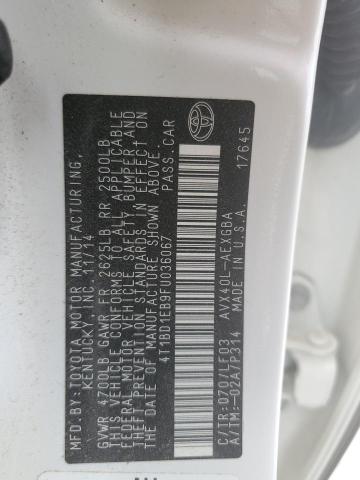 MFD. BY: TOYOTA MOTOR MANUFACTURING,
KENTUCKY, INC. 11/14
GVWR 4700LB GAWR FR 2625LB RR 2500LB
THIS VEHICLE CONFORMS TO ALL APPLICABLE
FEDERAL MOTOR VEHICLE SAFETY, BUMPER, AND
THEFT PREVENTION STANDARDS IN EFFECT ON
THE DATE OF MANUFACTURE SHOWN ABOVE.
4T1BD1EB9FU036067 PASS.CAR
C/TR:070/LF03 AVX40L-AEXGBA
A/TM:-02A/P314 MADE IN U.S.A. 17645